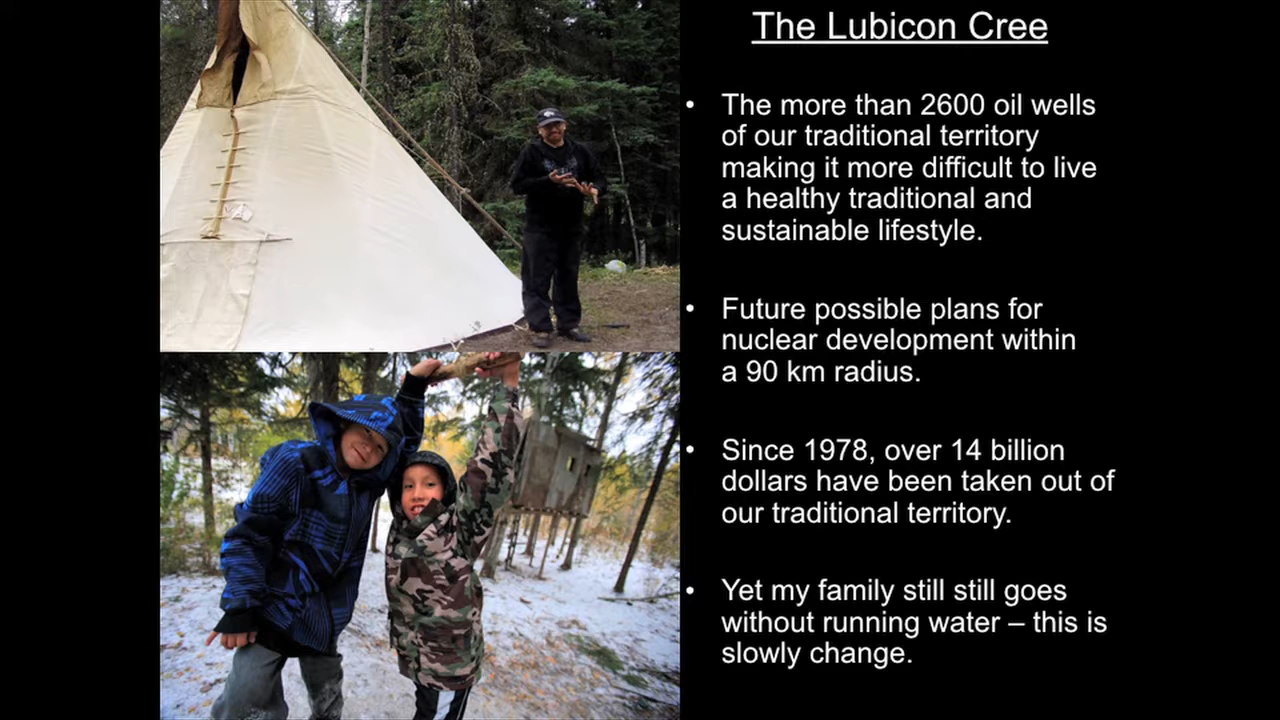 The Lubicon Cree
• The more than 2600 oil wells
of our traditional territory
making it more difficult to live
a healthy traditional and
sustainable lifestyle.
• Future possible plans for
nuclear development within
a 90 km radius.
• Since 1978, over 14 billion
dollars have been taken out of
our traditional territory.
• Yet my family still still goes
without running water – this is
slowly change.